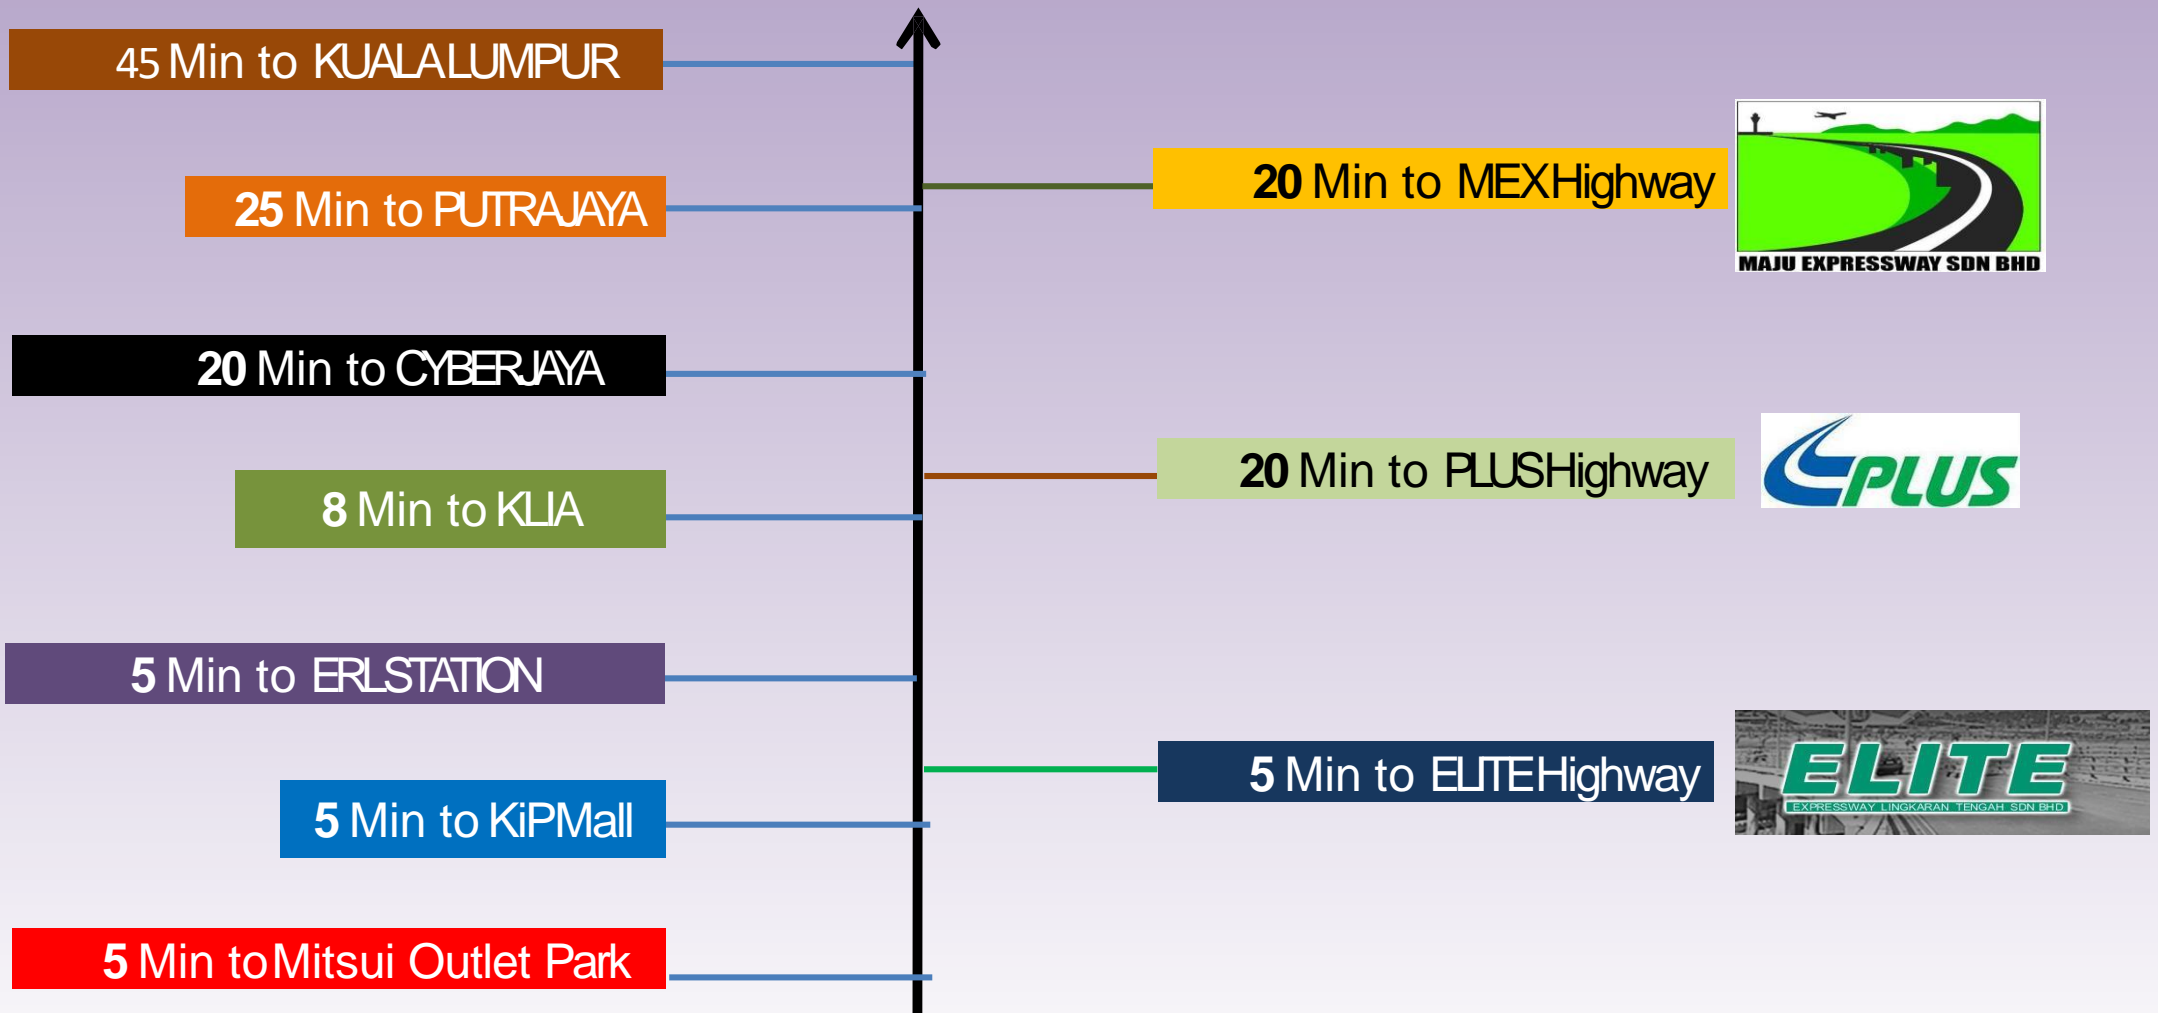 45 Min to KUALALUMPUR
25 Min to PUTRAJAYA
20 Min to CYBERJAYA
8 Min to KLIA
5 Min to ERLSTATION
5 Min to KiPMall
5 Min to Mitsui Outlet Park
20 Min to MEXHighway
MAJU EXPRESSWAY SDN BHD
20 Min to PLUSHighway
PLUS
5 Min to ELITEHighway
ELITE
EXPRESSWAY LINGKARAN TENGAH SDN BHD